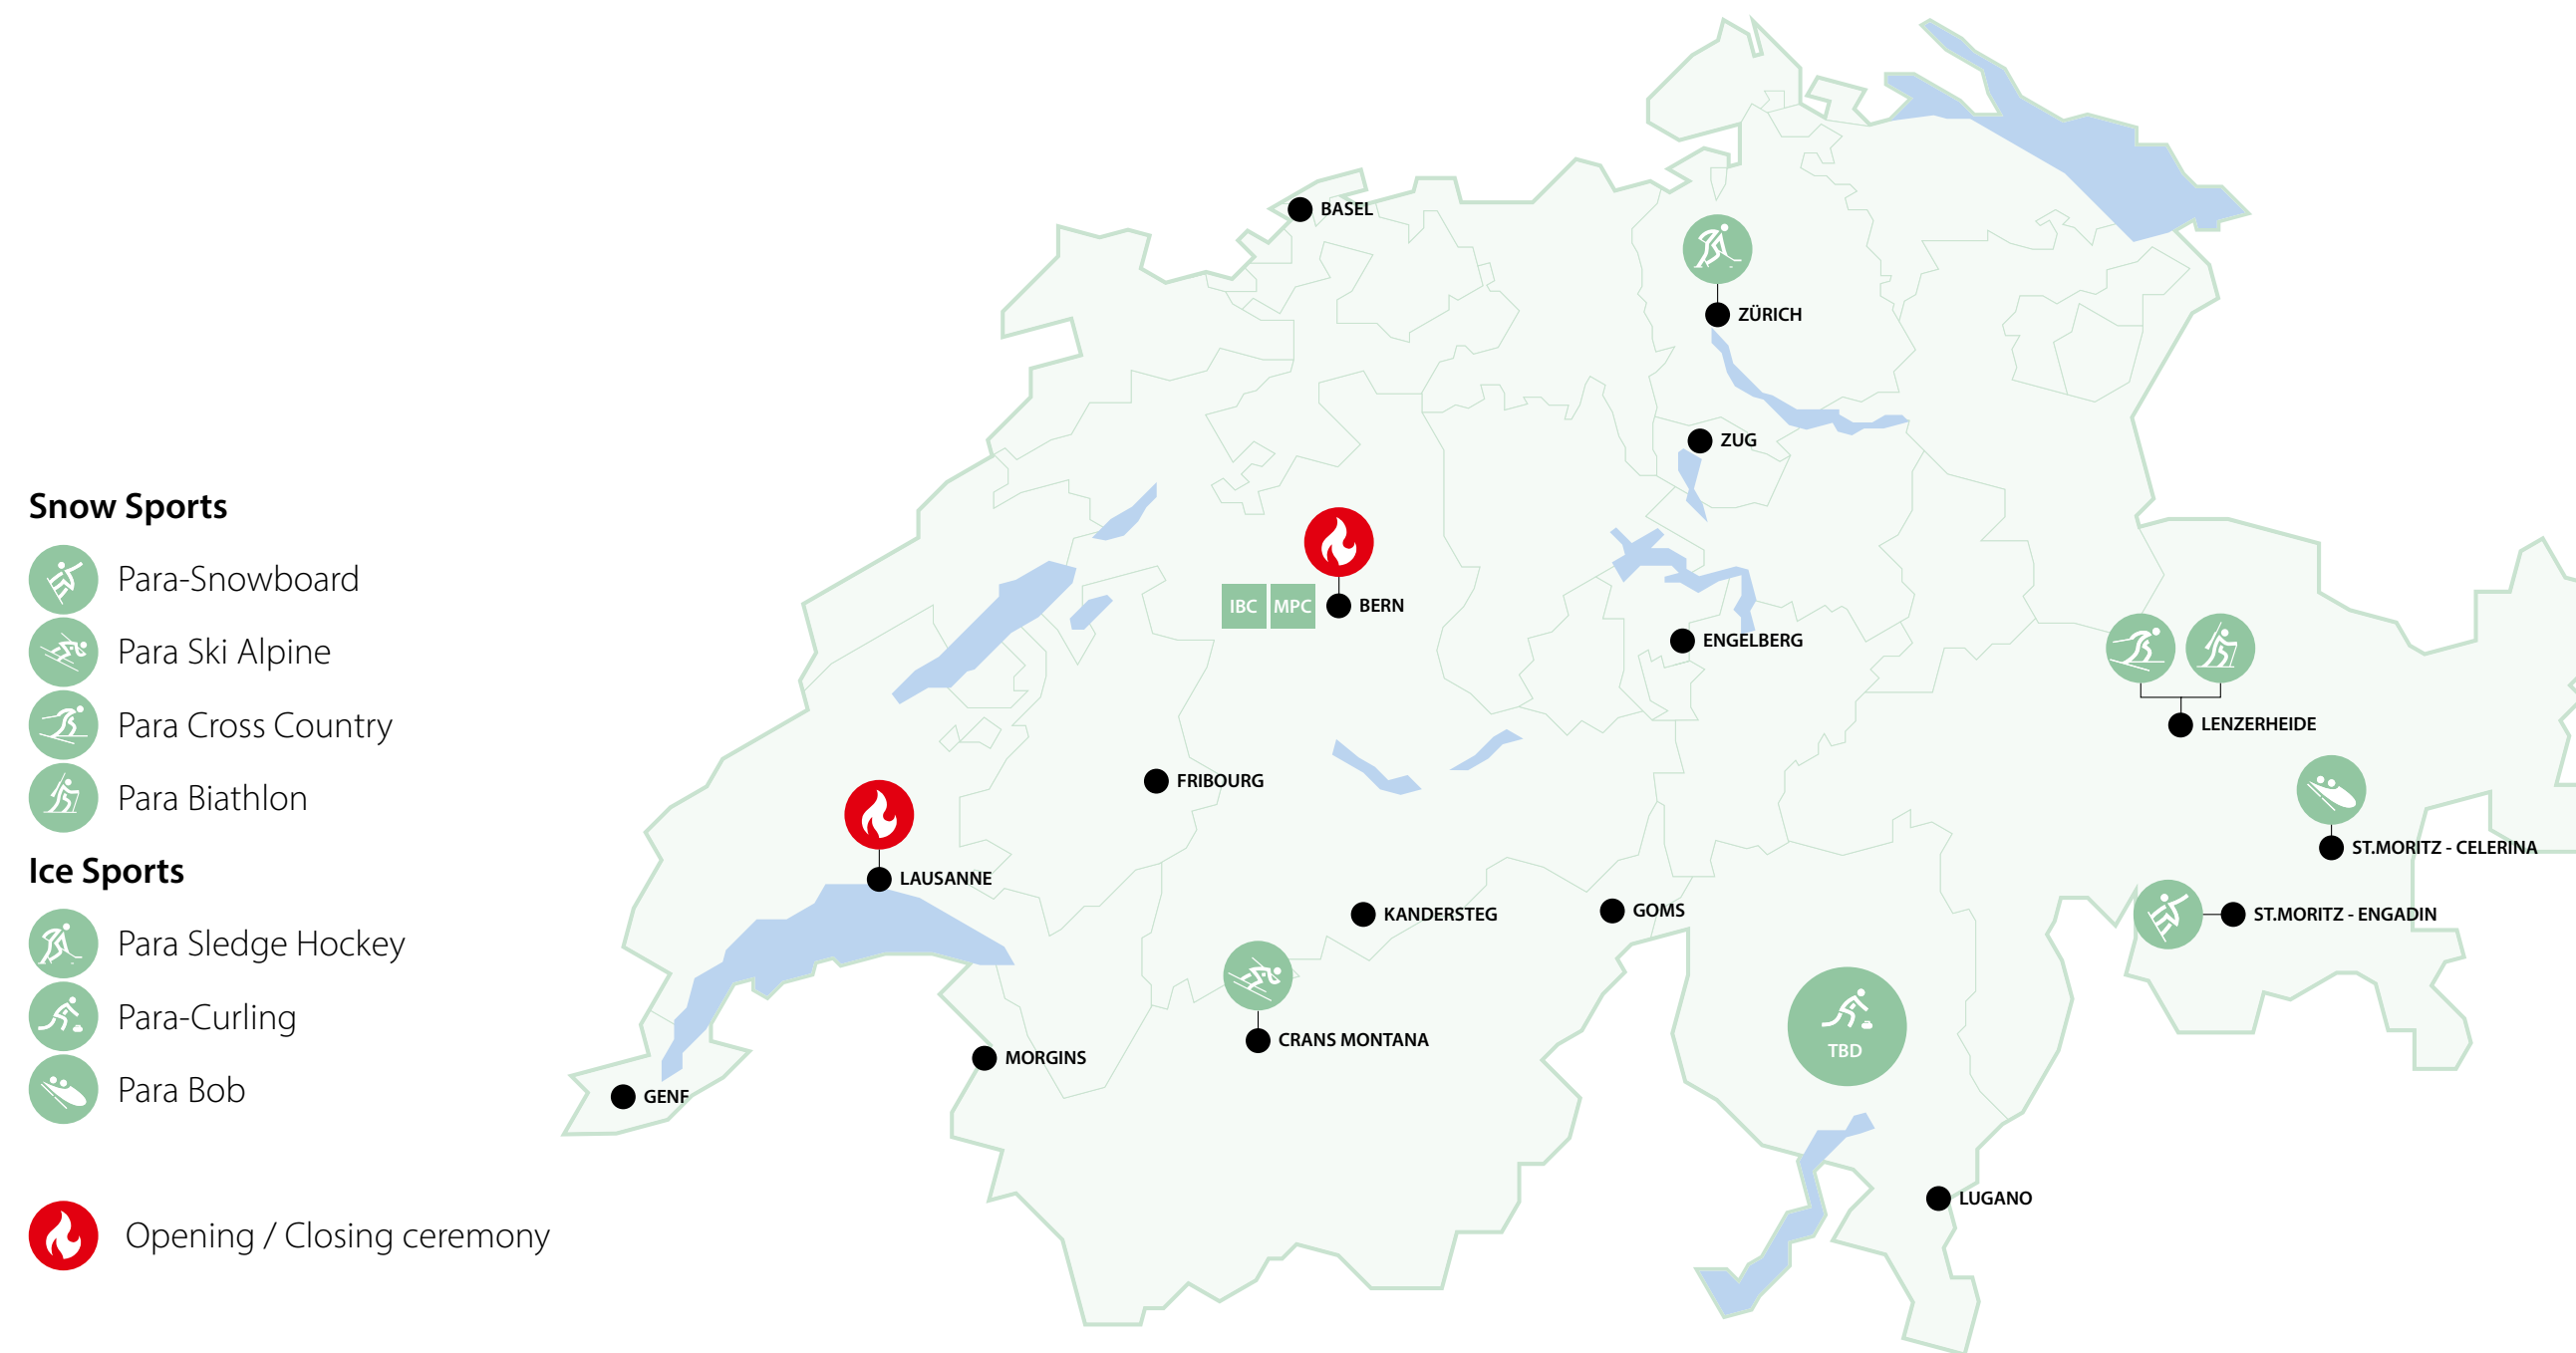 Snow Sports
Para-Snowboard
Para Ski Alpine
Para Cross Country
Para Biathlon
Ice Sports
Para Sledge Hockey
Para-Curling
Para Bob
Opening / Closing ceremony
BASEL
ZÜRICH
ZUG
IBC
MPC
BERN
ENGELBERG
LENZERHEIDE
FRIBOURG
ST.MORITZ - CELERINA
LAUSANNE
KANDERSTEG
GOMS
ST.MORITZ - ENGADIN
CRANS MONTANA
TBD
MORGINS
GENF
LUGANO